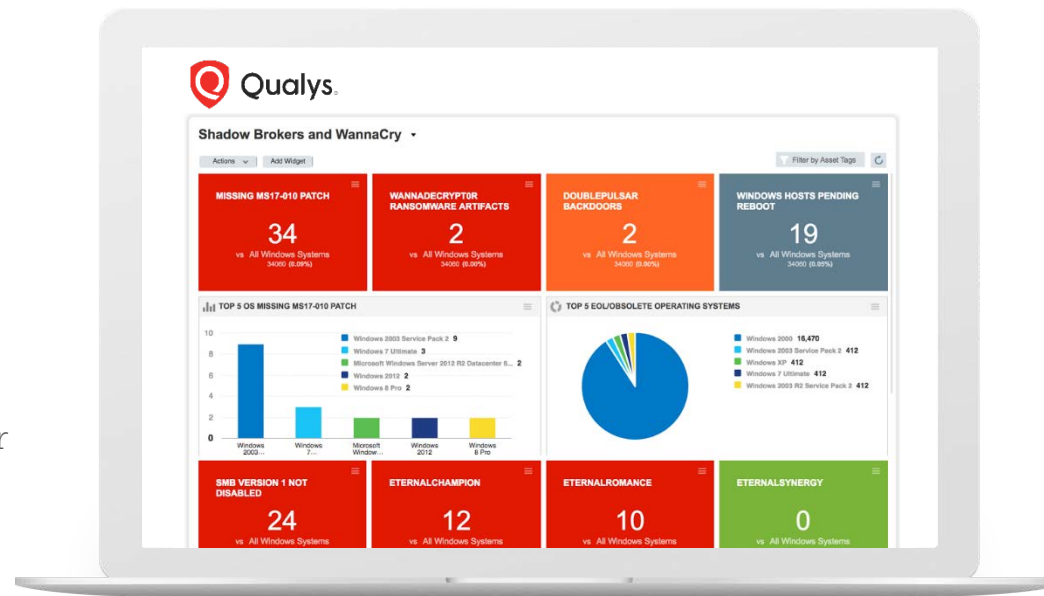 Qualys.
Shadow Brokers and WannaCry
Actions
Add Widget
Filter by Asset Tags
MISSING MS17-010 PATCH
34
vs All Windows Systems
34060 (0.09%)
WANNADECRYPT0R
RANSOMWARE ARTIFACTS
2
vs All Windows Systems
34060 (0.00%)
DOUBLEPULSAR
BACKDOORS
2
vs All Windows Systems
34060 (0.00%)
WINDOWS HOSTS PENDING
REBOOT
19
vs All Windows Systems
34060 (0.05%)
TOP 5 OS MISSING MS17-010 PATCH
10
8
6
4
2
0
Windows 2003 Service Pack 2 9
Windows 7 Ultimate 3
Microsoft Windows Server 2012 R2 Datacenter 6... 2
Windows 2012 2
Windows 8 Pro 2
Windows
2003...
Windows
7...
Microsoft
Window...
Windows
2012
Windows
8 Pro
TOP 5 EOL/OBSOLETE OPERATING SYSTEMS
Windows 2000 16,470
Windows 2003 Service Pack 2 412
Windows XP 412
Windows 7 Ultimate 412
Windows 2003 R2 Service Pack 2 412
r
SMB VERSION 1 NOT
DISABLED
24
vs All Windows Systems
ETERNALCHAMPION
12
vs All Windows Systems
ETERNALROMANCE
10
vs All Windows Systems
ETERNALSYNERGY
0
vs All Windows Systems